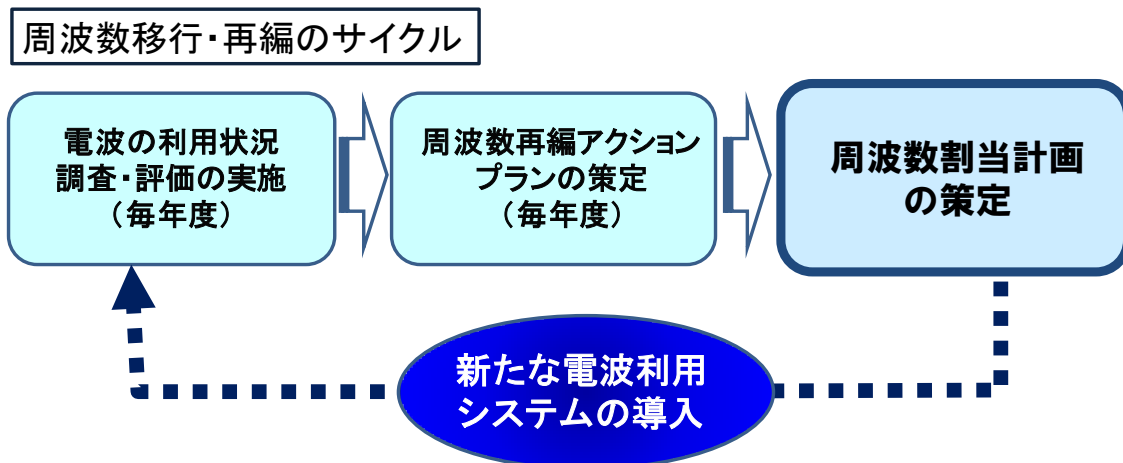 周波数移行・再編のサイクル
電波の利用状況
調査・評価の実施
（毎年度）
周波数再編アクション
プランの策定
（毎年度）
周波数割当計画
の策定
新たな電波利用
システムの導入